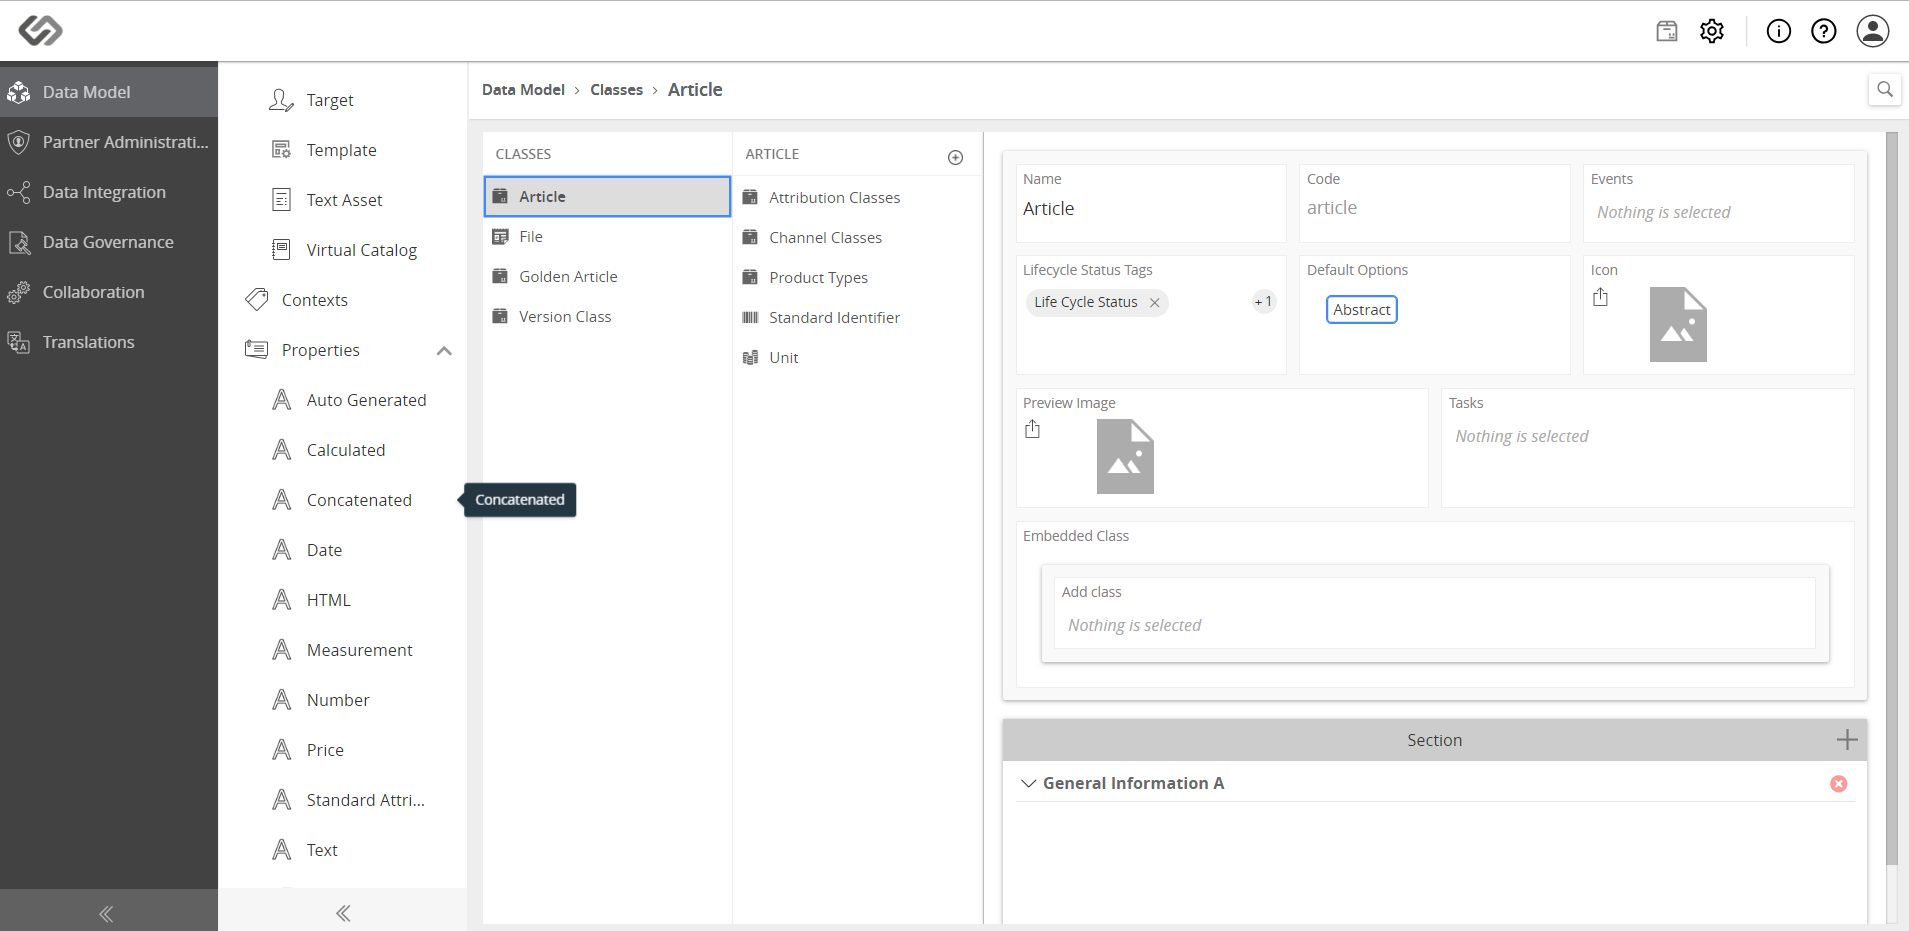 Data Model
Partner Administrati...
Data Integration
Data Governance
Collaboration
Translations
Target
Template
Text Asset
Virtual Catalog
Contexts
Properties
Auto Generated
Calculated
Concatenated
Date
HTML
Measurement
Number
Price
Standard Attri...
Text
Concatenated
Data Model › Classes › Article
CLASSES
Article
File
Golden Article
Version Class
ARTICLE
Attribution Classes
Channel Classes
Product Types
Standard Identifier
Unit
Name
Article
Code
article
Events
Nothing is selected
Lifecycle Status Tags
Life Cycle Status
+1
Default Options
Abstract
Icon
Preview Image
Tasks
Nothing is selected
Embedded Class
Add class
Nothing is selected
Section
General Information A